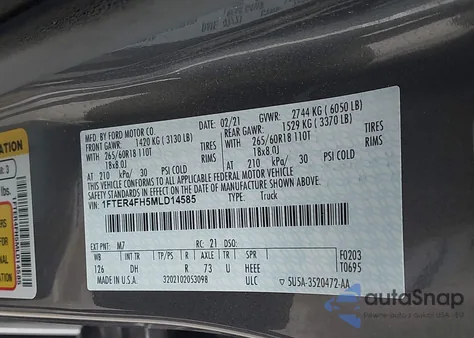 MFD. BY FORD MOTOR CO.
DATE: 02/21 GVWR: 2744 KG (6050 LB)
FRONT GAWR: 1420 KG (3130 LB) REAR GAWR: 1529 KG (3370 LB)
WITH 265/60R18 110T TIRES WITH 265/60R18 110T TIRES
18x8.0J 18x8.0J
AT 210 kPa/ 30 PSI COLD AT 210 kPa/ 30 PSI COLD
THIS VEHICLE CONFORMS TO ALL APPLICABLE FEDERAL MOTOR VEHICLE
SAFETY STANDARDS IN EFFECT ON THE DATE OF MANUFACTURE SHOWN ABOVE.
VIN: 1FTER4FH5MLD14585 TYPE: Truck
EXT PNT: M7 RC: 21 DSO:
WB BRK INT TR TP/PS R AXLE TR SPR F0203
126 DH R 73 U HEEE T0695
MADE IN U.S.A. 3202102053098 ULC 5U5A-3520472-AA
autoSnap